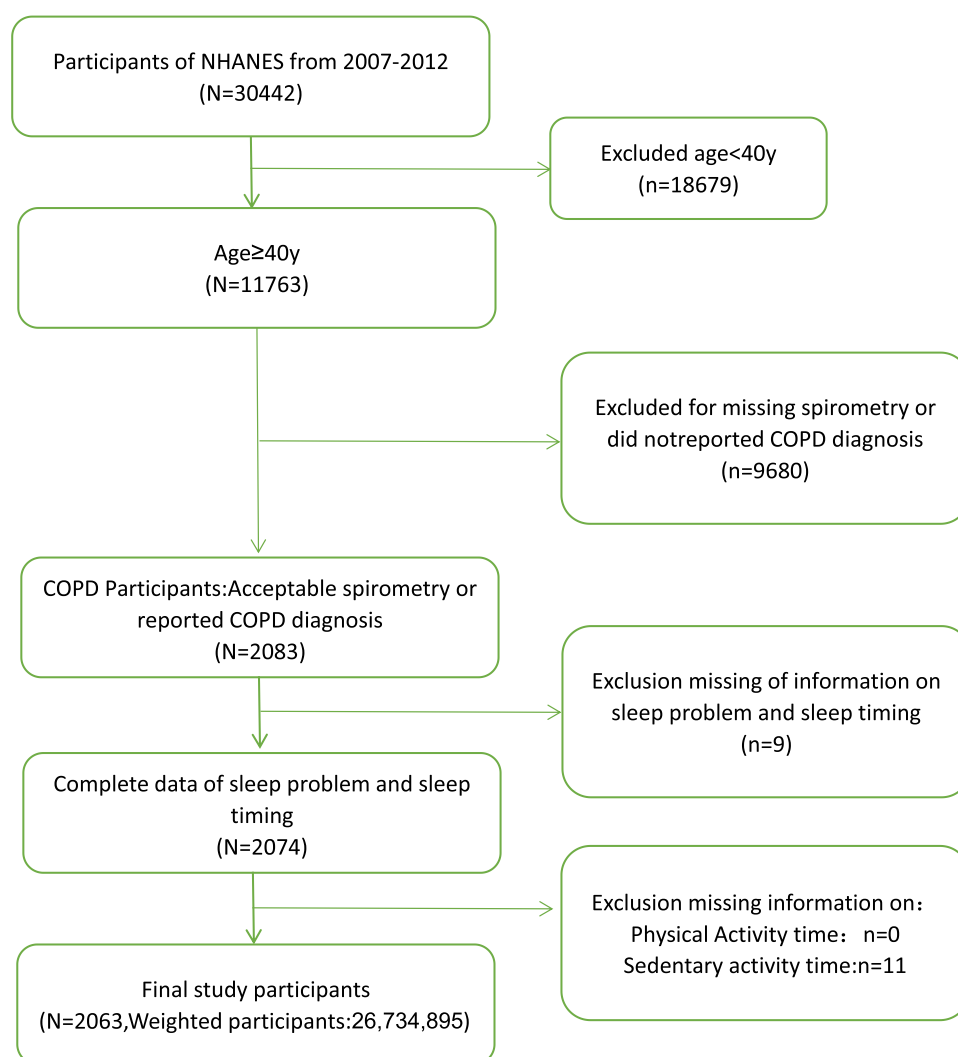 Participants of NHANES from 2007-2012
(N=30442)
Excluded age<40y
(n=18679)
Age≥40y
(N=11763)
Excluded for missing spirometry or
did notreported COPD diagnosis
(n=9680)
COPD Participants:Acceptable spirometry or
reported COPD diagnosis
(N=2083)
Exclusion missing of information on
sleep problem and sleep timing
(n=9)
Complete data of sleep problem and sleep
timing
(N=2074)
Exclusion missing information on：
Physical Activity time： n=0
Sedentary activity time:n=11
Final study participants
(N=2063,Weighted participants:26,734,895)